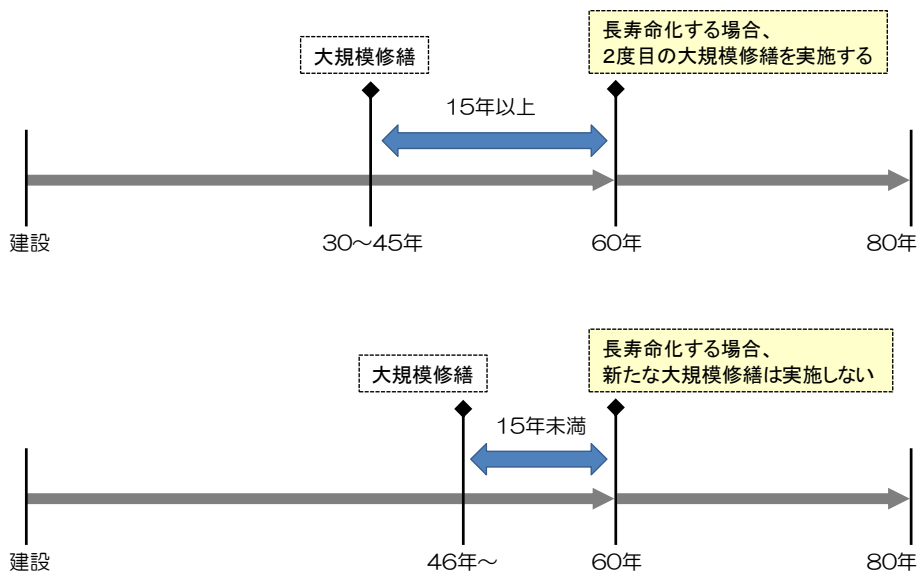 大規模修繕
長寿命化する場合、
2度目の大規模修繕を実施する
15年以上
建設
30～45年
60年
80年
大規模修繕
長寿命化する場合、
新たな大規模修繕は実施しない
15年未満
建設
46年～
60年
80年